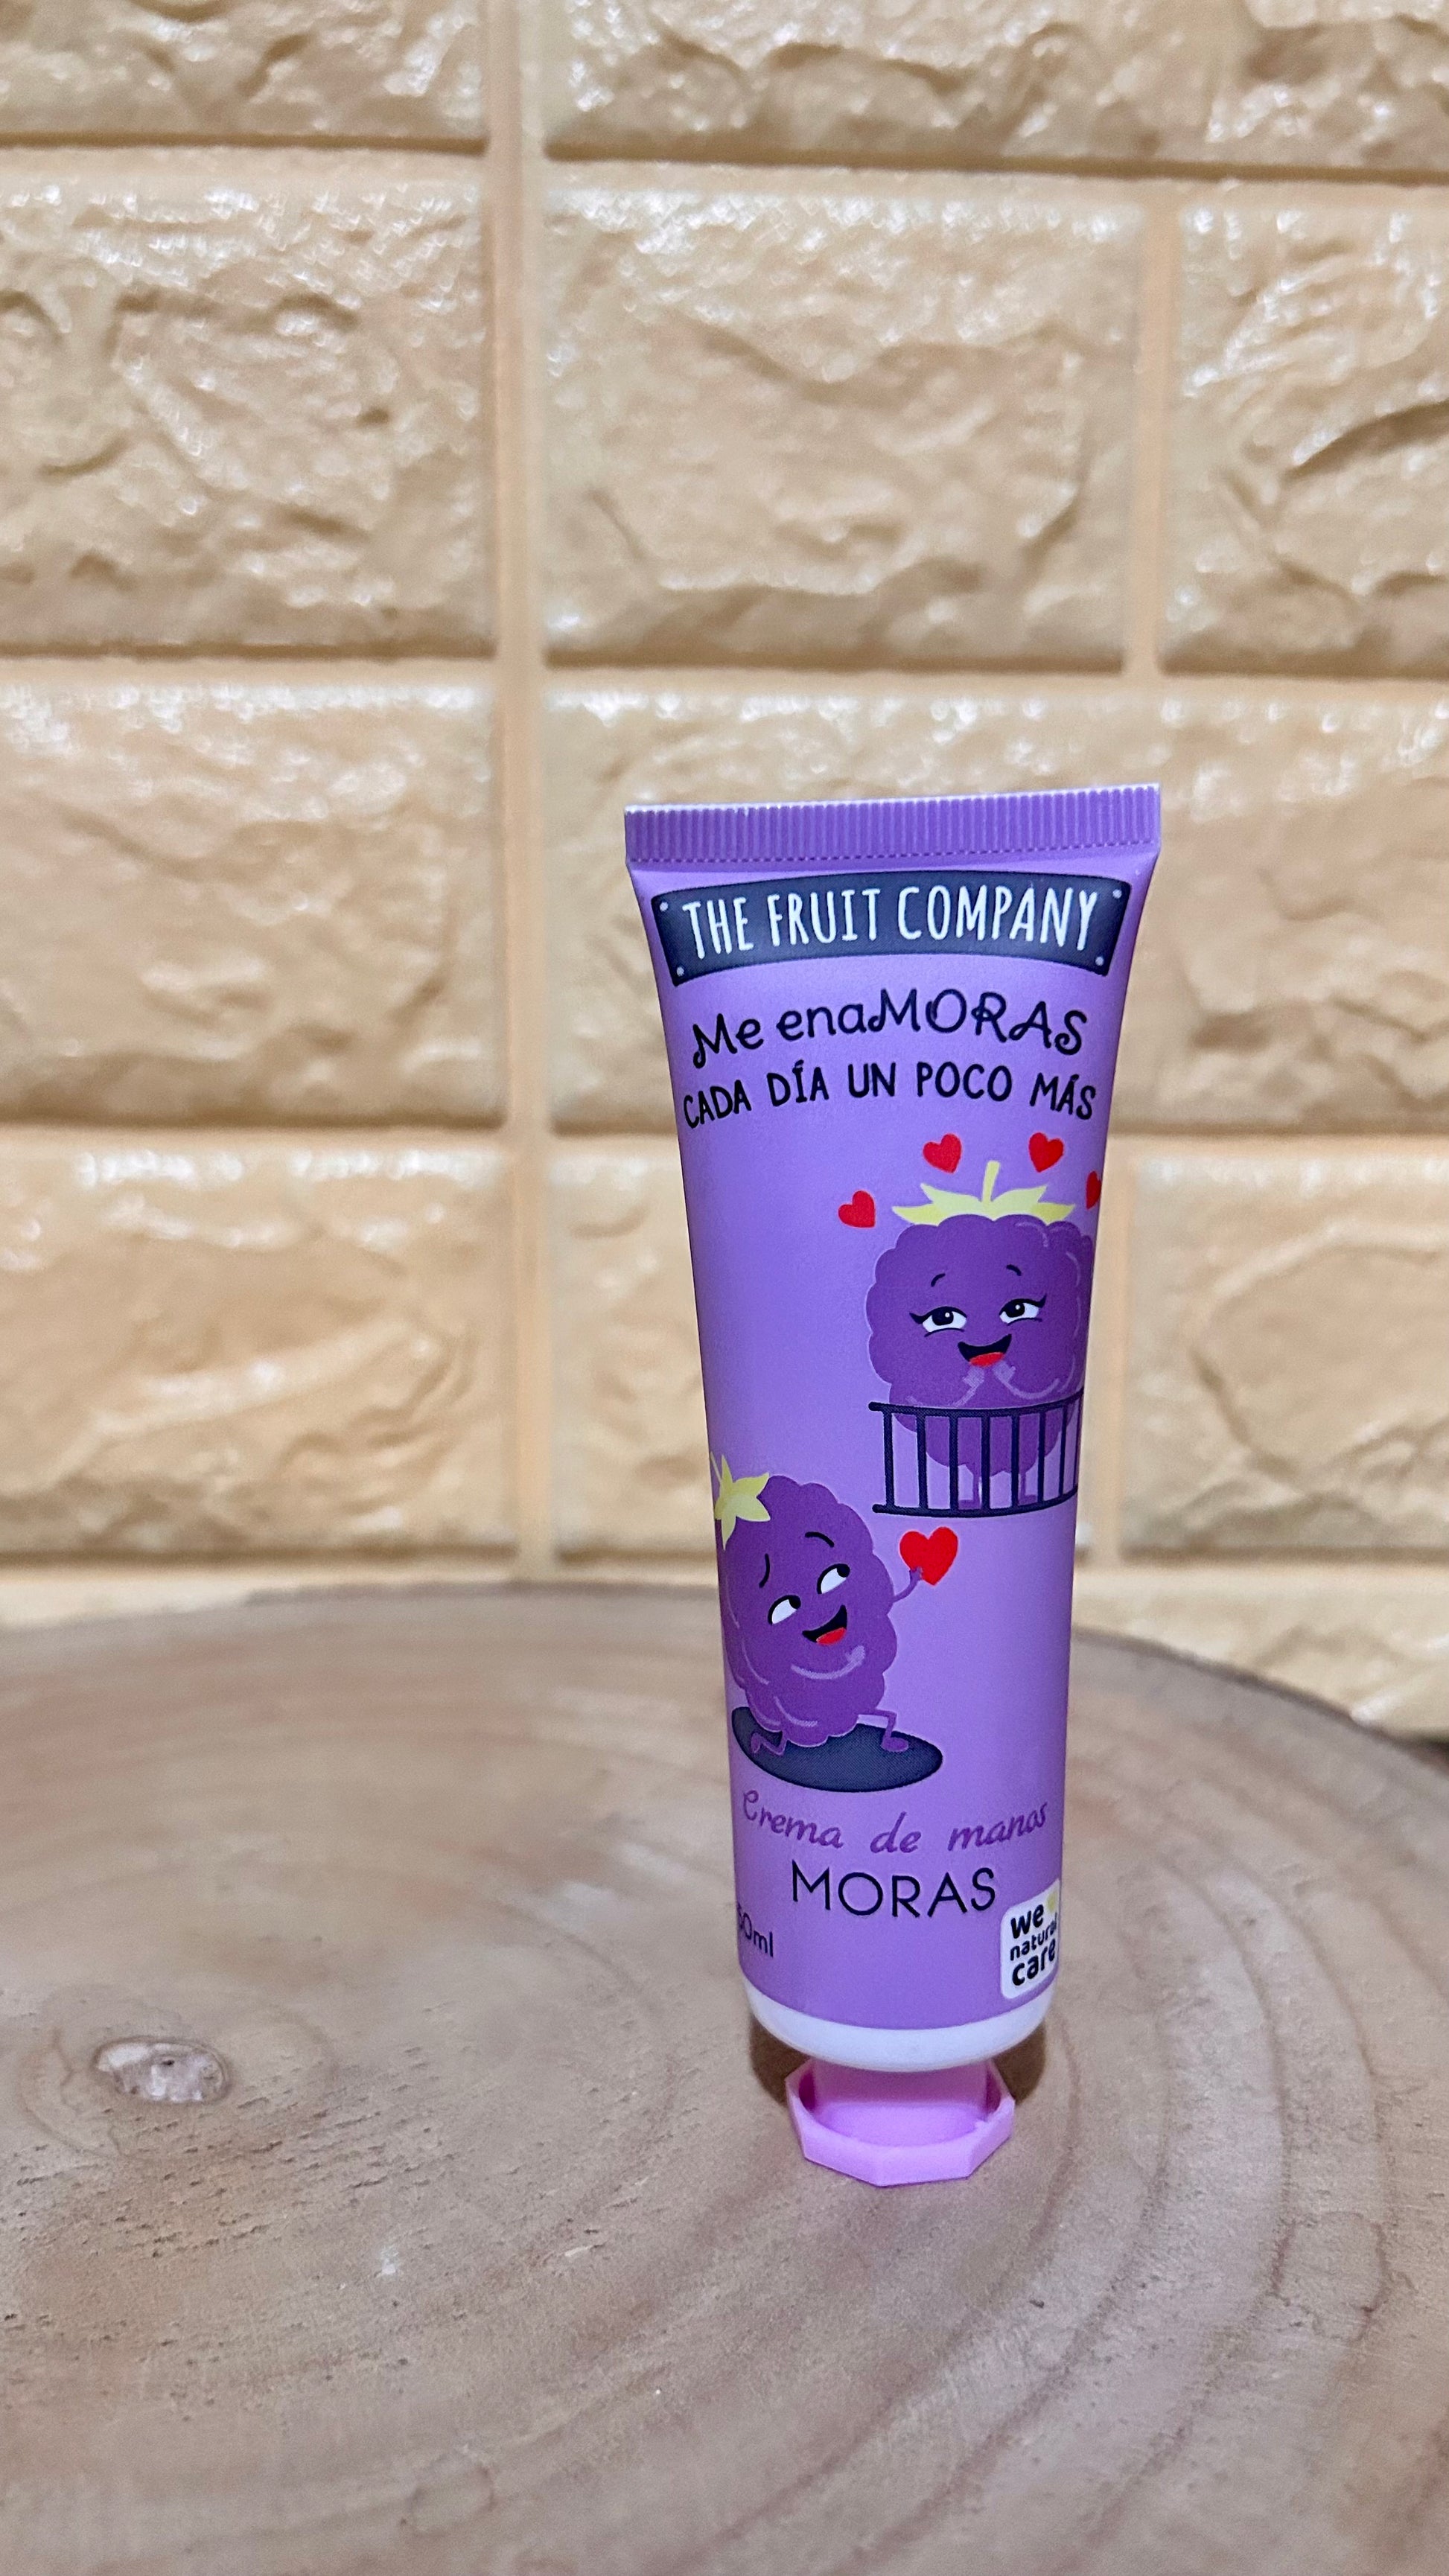 THE FRUIT COMPANY
Me enaMORAS
CADA DÍA UN POCO MÁS
Crema de manos
MORAS
we
natural
care